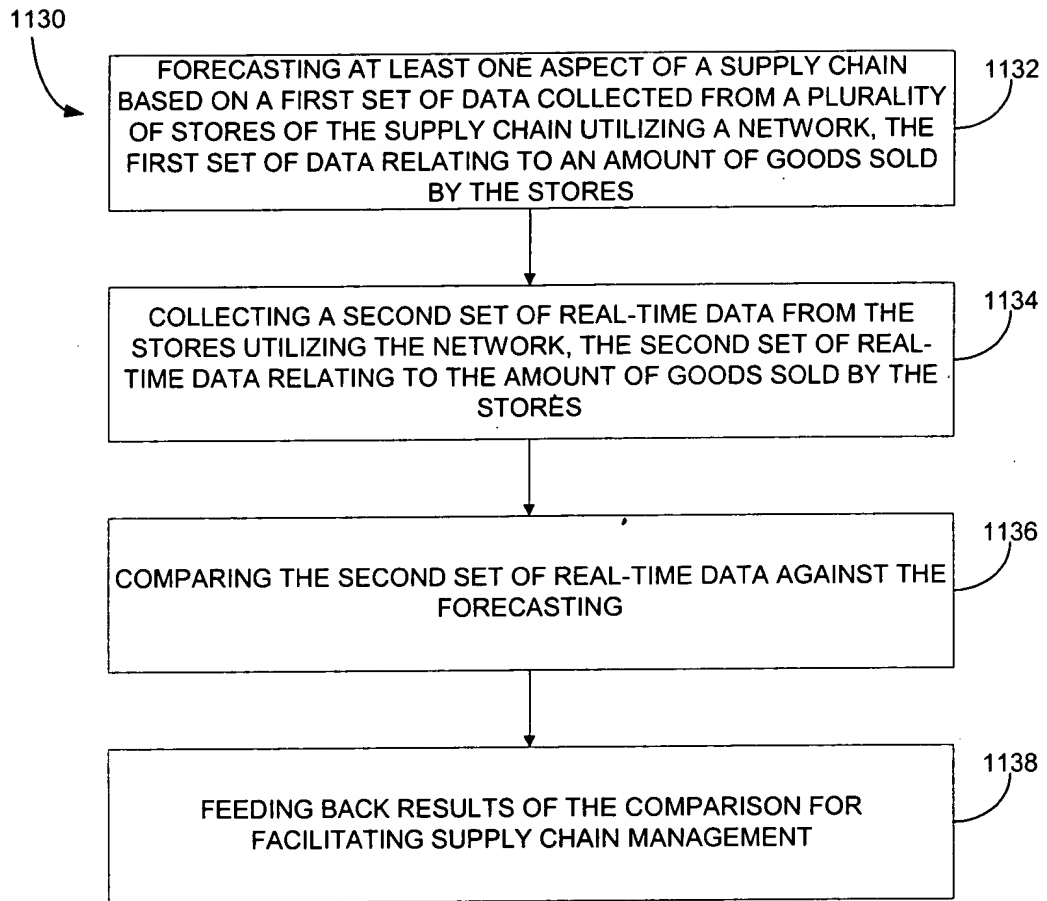 1130
FORECASTING AT LEAST ONE ASPECT OF A SUPPLY CHAIN
BASED ON A FIRST SET OF DATA COLLECTED FROM A PLURALITY
OF STORES OF THE SUPPLY CHAIN UTILIZING A NETWORK, THE
FIRST SET OF DATA RELATING TO AN AMOUNT OF GOODS SOLD
BY THE STORES
1132
COLLECTING A SECOND SET OF REAL-TIME DATA FROM THE
STORES UTILIZING THE NETWORK, THE SECOND SET OF REAL-
TIME DATA RELATING TO THE AMOUNT OF GOODS SOLD BY THE
STORES
1134
COMPARING THE SECOND SET OF REAL-TIME DATA AGAINST THE
FORECASTING
1136
FEEDING BACK RESULTS OF THE COMPARISON FOR
FACILITATING SUPPLY CHAIN MANAGEMENT
1138